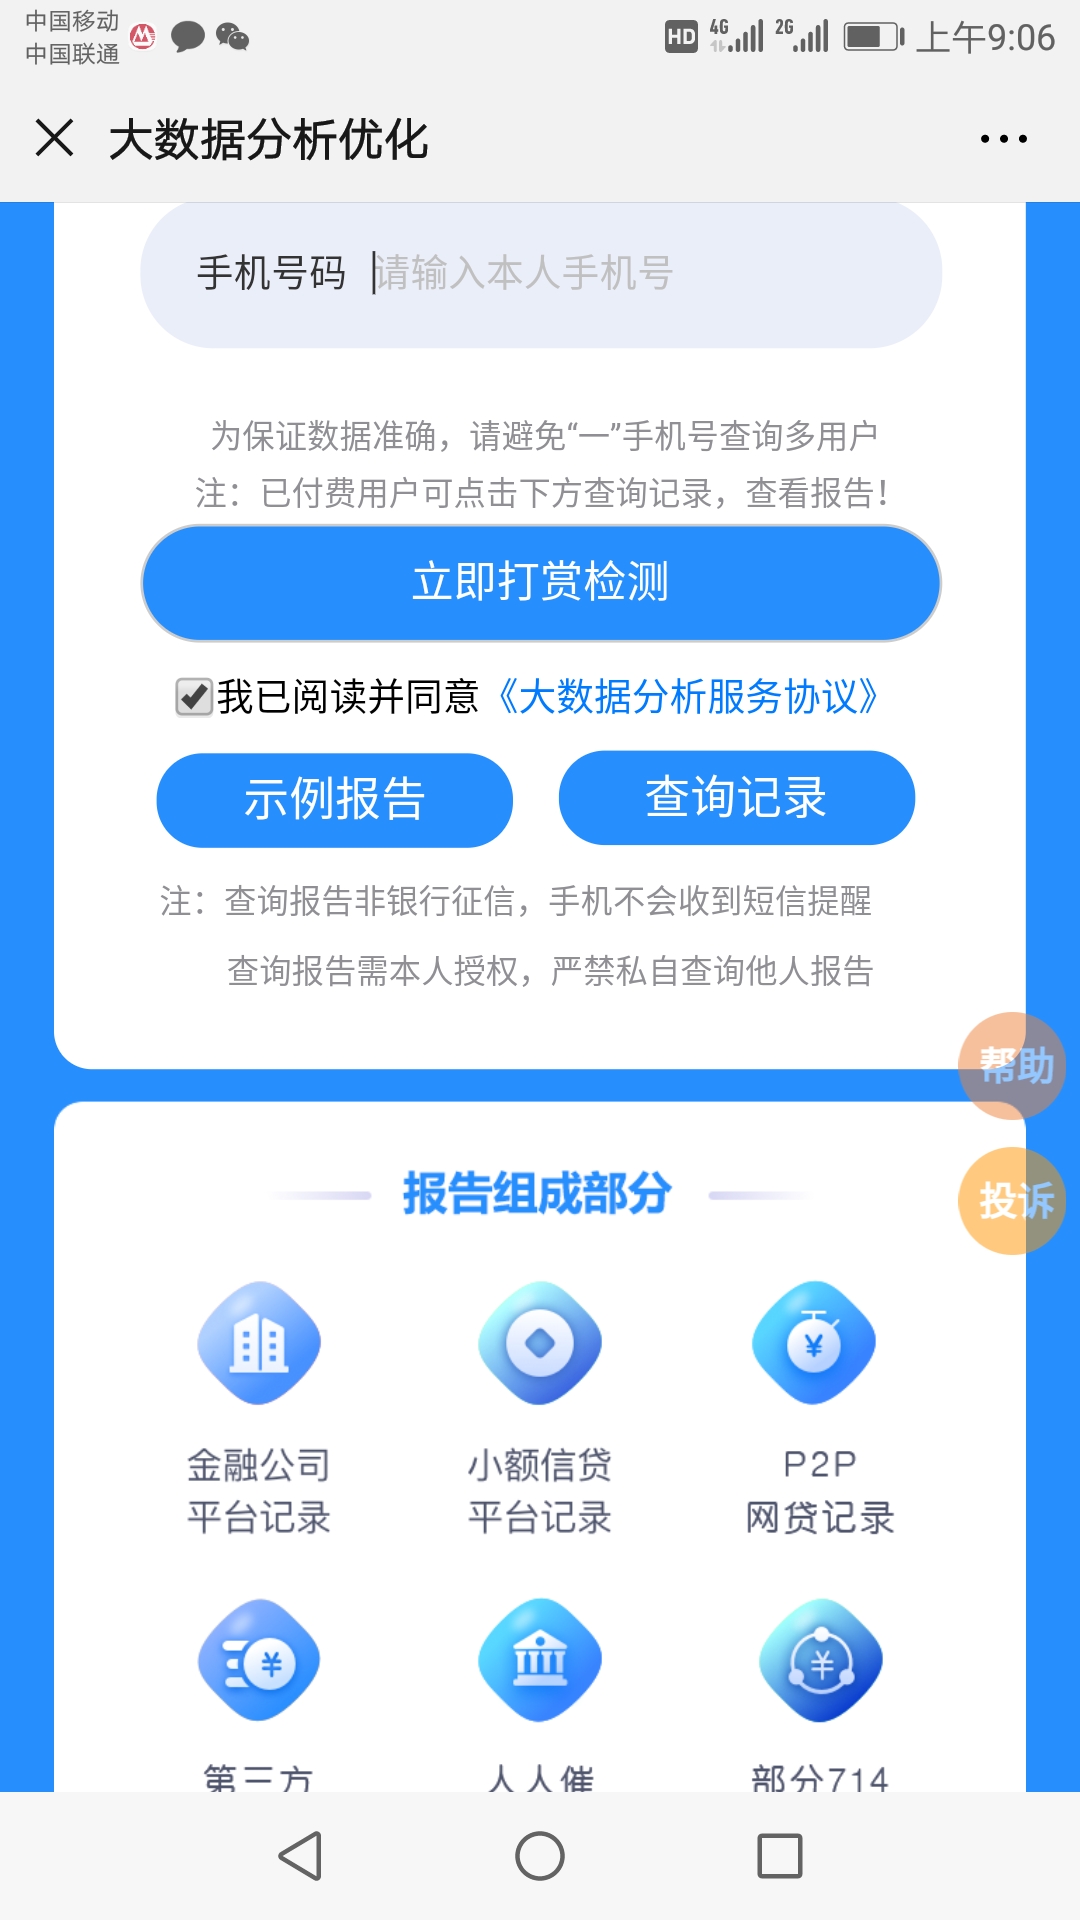 中国移动
中国联通
HD 4G 2G 上午9:06
大数据分析优化
手机号码 请输入本人手机号
为保证数据准确，请避免“一”手机号查询多用户
注：已付费用户可点击下方查询记录，查看报告！
立即打赏检测
我已阅读并同意《大数据分析服务协议》
示例报告 查询记录
注：查询报告非银行征信，手机不会收到短信提醒
查询报告需本人授权，严禁私自查询他人报告
帮助
投诉
报告组成部分
金融公司 小额信贷 P2P
平台记录 平台记录 网贷记录
第三方 人人催 部分714